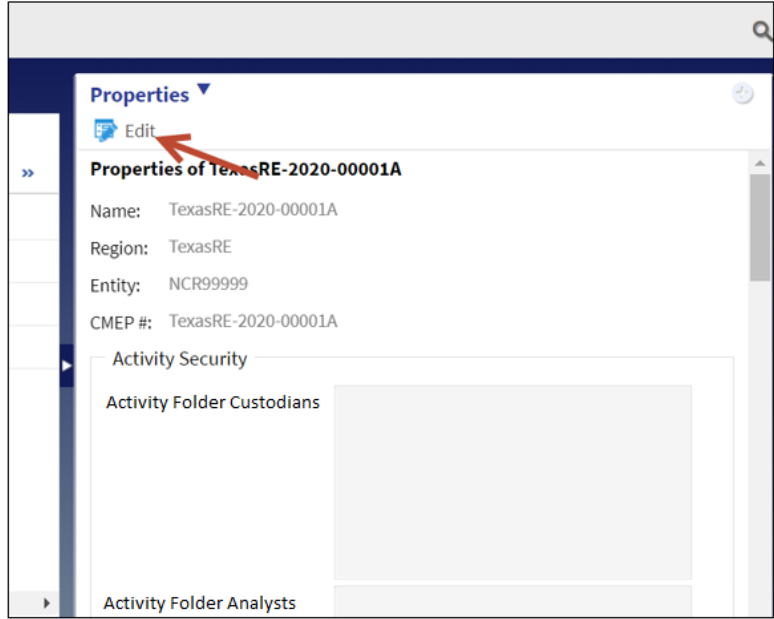 Properties
Edit
»
Properties of TexasRE-2020-00001A
Name: TexasRE-2020-00001A
Region: TexasRE
Entity: NCR99999
CMEP #: TexasRE-2020-00001A
Activity Security
Activity Folder Custodians
Activity Folder Analysts